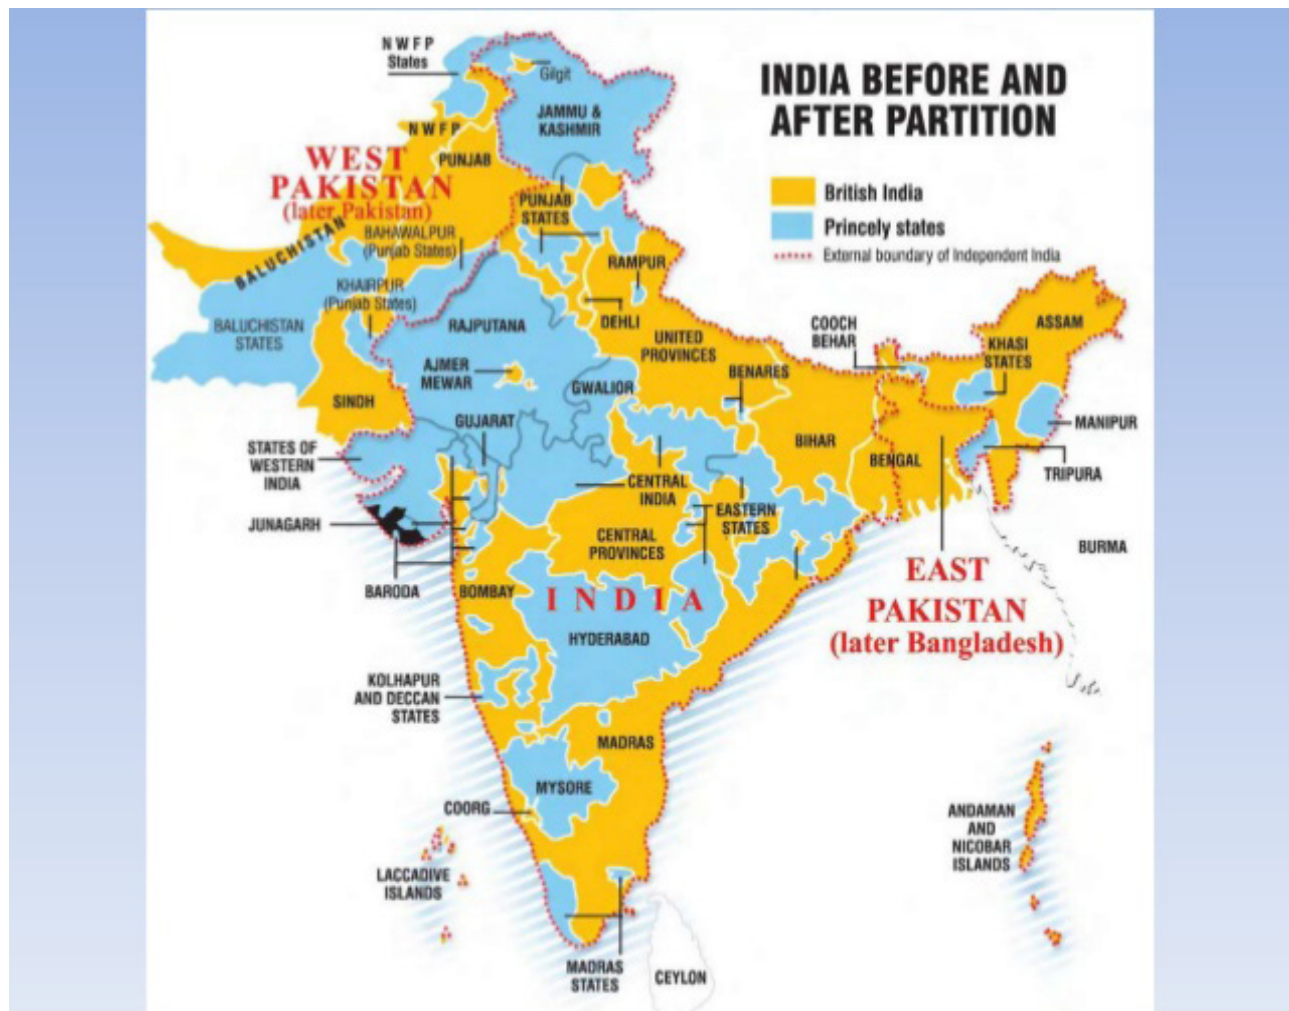 INDIA BEFORE AND
AFTER PARTITION
British India
Princely states
External boundary of Independent India
N W F P
States
Gilgit
JAMMU &
KASHMIR
N W F P
PUNJAB
WEST
PAKISTAN
(later Pakistan)
PUNJAB
STATES
BALUCHISTAN
BAHAWALPUR
(Punjab States)
RAMPUR
KHAIRPUR
(Punjab States)
BALUCHISTAN
STATES
RAJPUTANA
DEHLI
UNITED
PROVINCES
COOCH
BEHAR
ASSAM
KHASI
STATES
AJMER
MEWAR
GWALIOR
BENARES
SINDH
GUJARAT
MANIPUR
STATES OF
WESTERN
INDIA
BIHAR
BENGAL
TRIPURA
CENTRAL
INDIA
EASTERN
STATES
JUNAGARH
CENTRAL
PROVINCES
BURMA
EAST
PAKISTAN
(later Bangladesh)
BARODA
BOMBAY
INDIA
HYDERABAD
KOLHAPUR
AND DECCAN
STATES
MADRAS
MYSORE
COORG
ANDAMAN
AND
NICOBAR
ISLANDS
LACCADIVE
ISLANDS
MADRAS
STATES
CEYLON